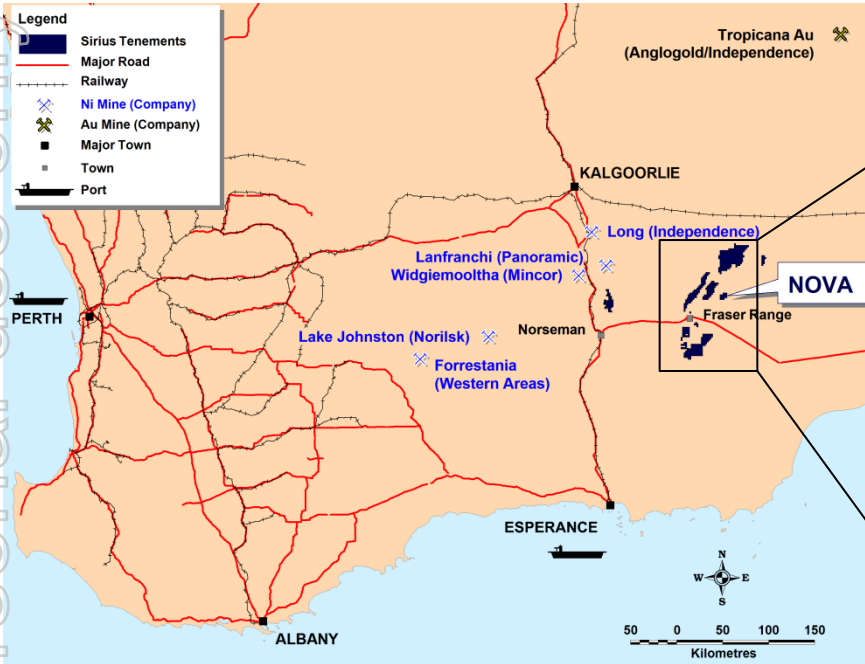 Legend
Sirius Tenements
Major Road
Railway
Ni Mine (Company)
Au Mine (Company)
Major Town
Town
Port
Tropicana Au
(Anglogold/Independence)
KALGOORLIE
Long (Independence)
Lanfranchi (Panoramic)
Widgiemooltha (Mincor)
NOVA
PERTH
Fraser Range
Norseman
Lake Johnston (Norilsk)
Forrestania
(Western Areas)
ESPERANCE
N
W
E
S
ALBANY
50 0 50 100 150
Kilometres